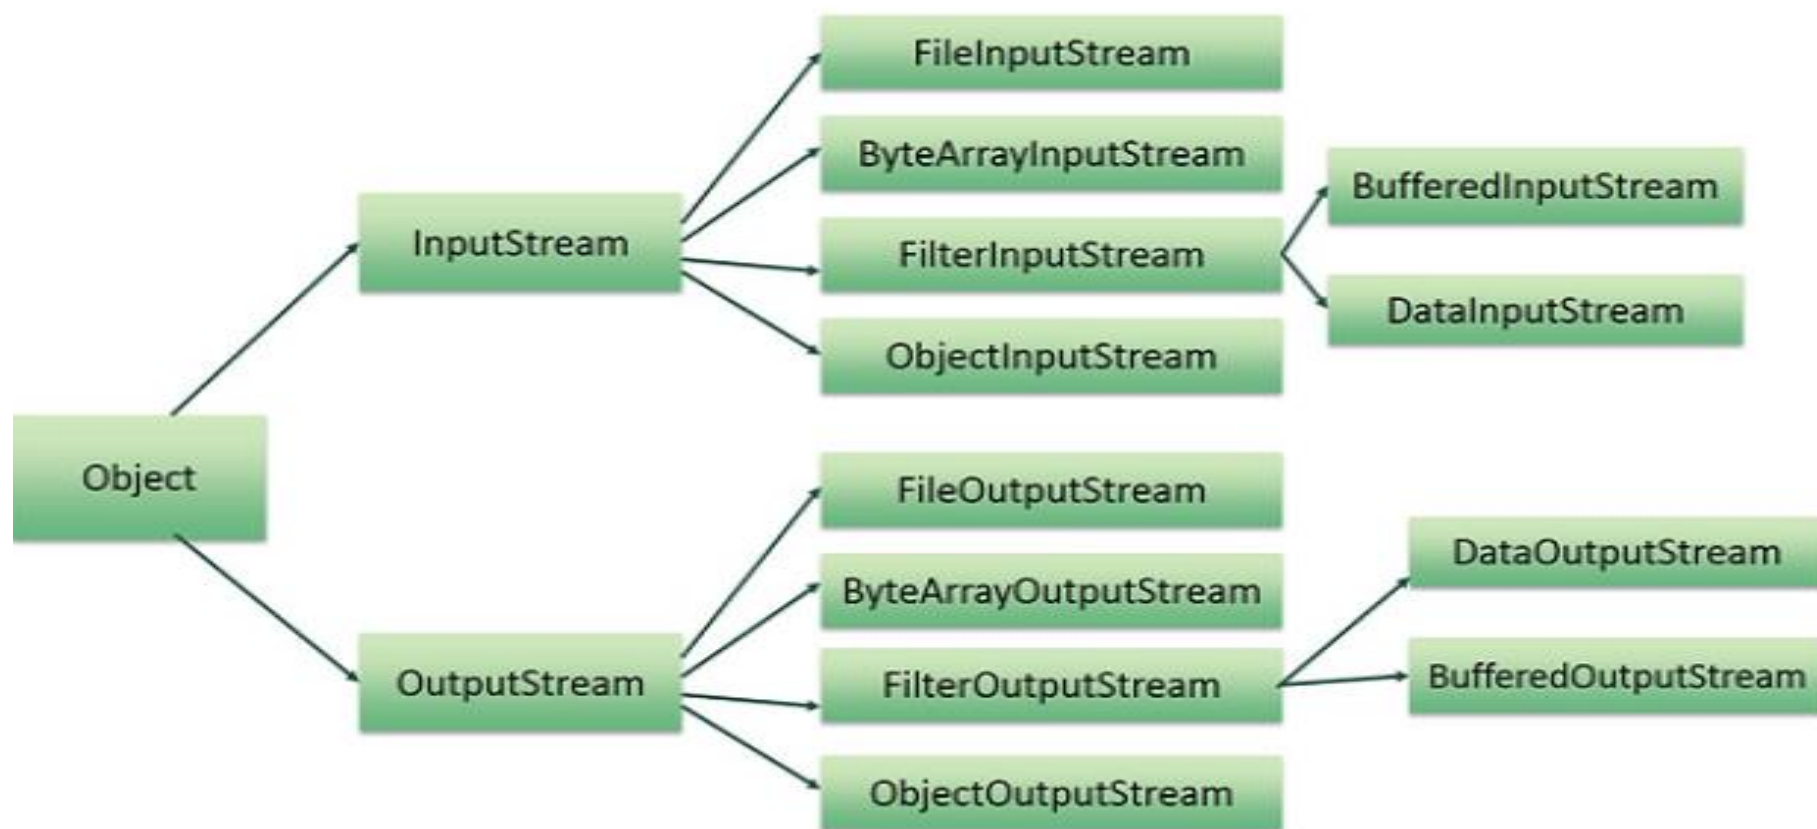 FileInputStream
ByteArrayInputStream
BufferedInputStream
InputStream
FilterInputStream
DataInputStream
ObjectInputStream
Object
FileOutputStream
DataOutputStream
ByteArrayOutputStream
OutputStream
FilterOutputStream
BufferedOutputStream
ObjectOutputStream